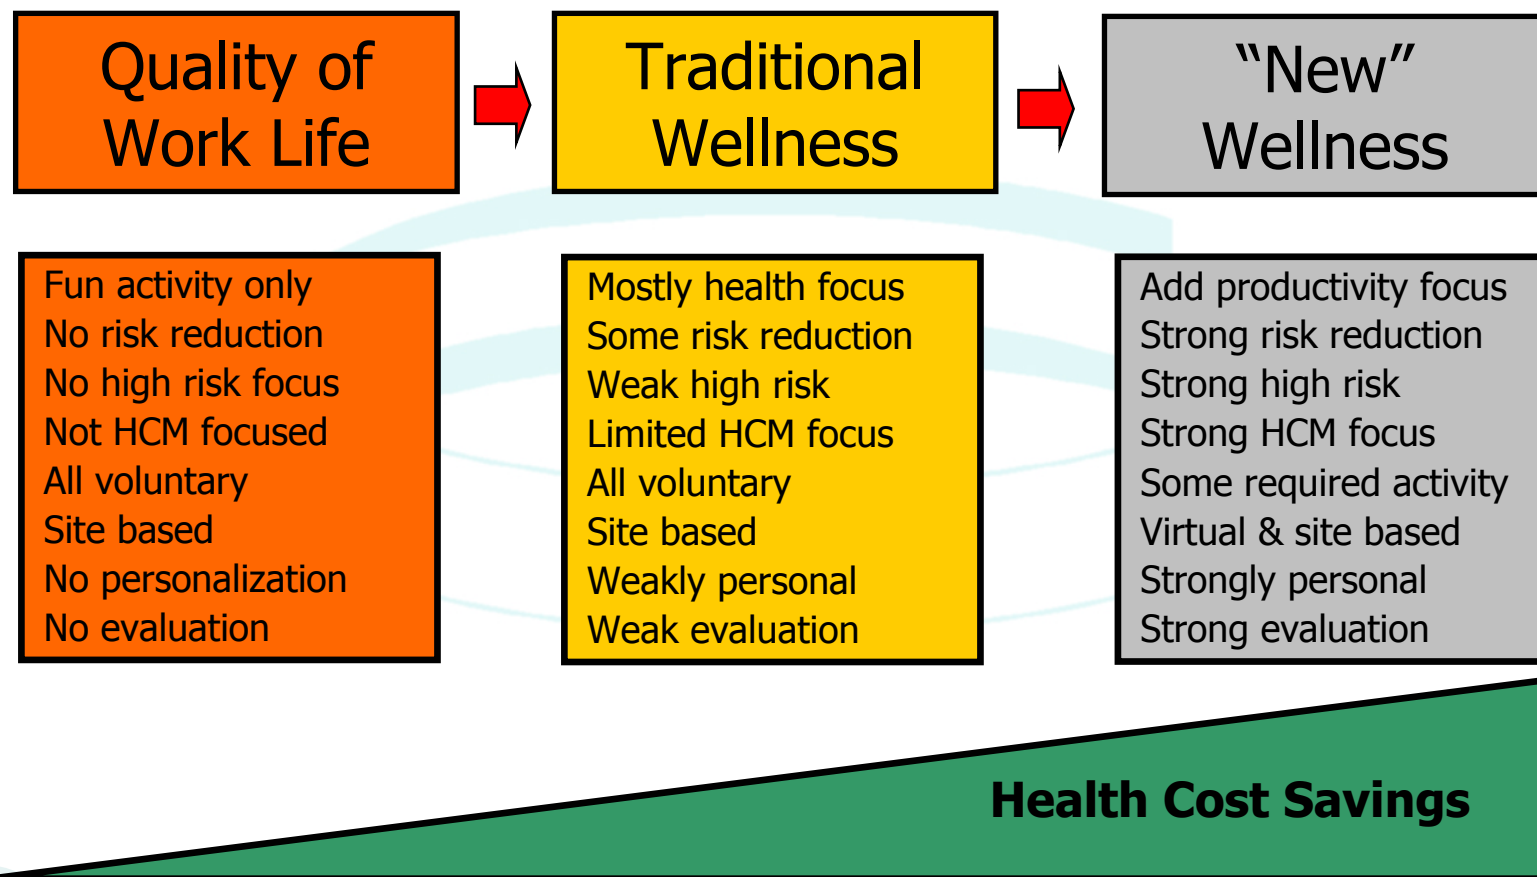 Quality of
Work Life
Traditional
Wellness
“New”
Wellness
Fun activity only
No risk reduction
No high risk focus
Not HCM focused
All voluntary
Site based
No personalization
No evaluation
Mostly health focus
Some risk reduction
Weak high risk
Limited HCM focus
All voluntary
Site based
Weakly personal
Weak evaluation
Add productivity focus
Strong risk reduction
Strong high risk
Strong HCM focus
Some required activity
Virtual & site based
Strongly personal
Strong evaluation
Health Cost Savings